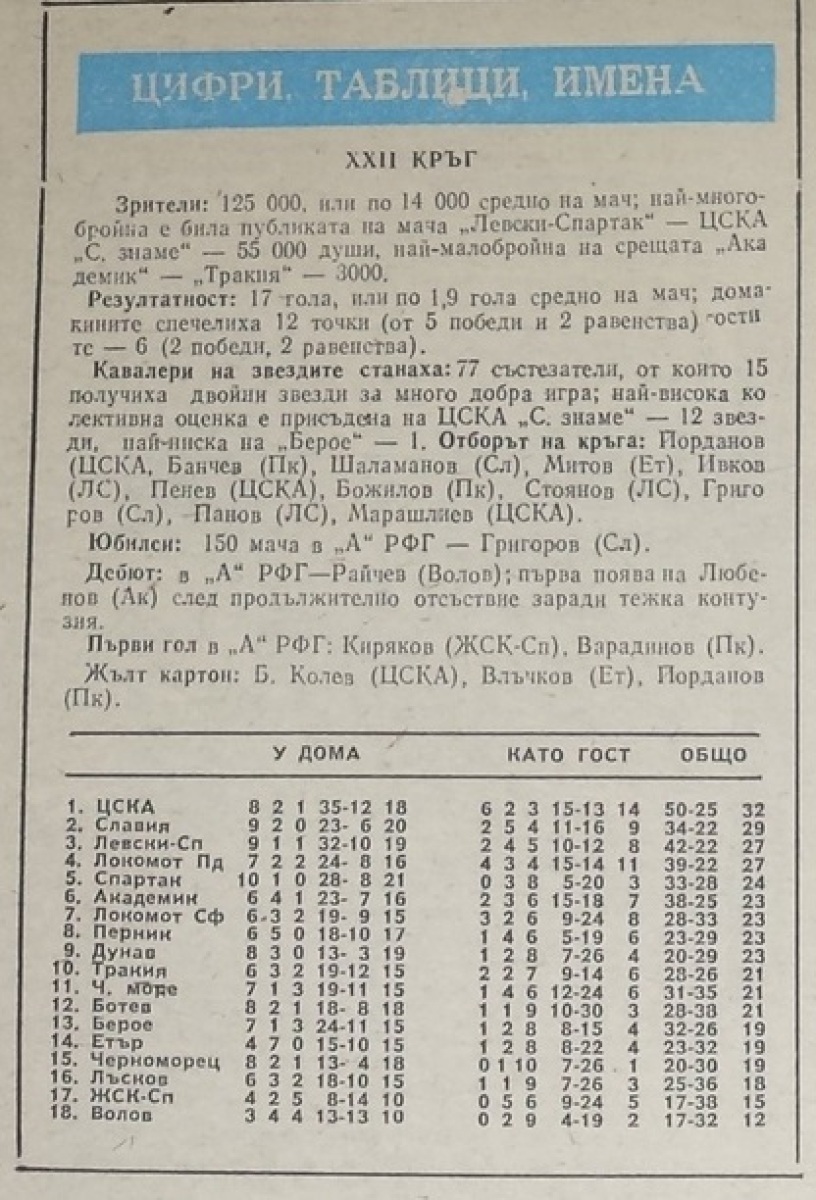 ЦИФРИ, ТАБЛИЦИ, ИМЕНА
XXII КРЪГ
Зрители: 125 000, или по 14 000 средно на мач; най-много-
бройна е била публиката на мача „Левски-Спартак“ — ЦСКА
„С. знаме“ — 55 000 души, най-малобройна на срещата „Ака
демик“ — „Тракия“ — 3000.
Резултатност: 17 гола, или по 1,9 гола средно на мач; дома-
кините спечелиха 12 точки (от 5 победи и 2 равенства) гости
те — 6 (2 победи, 2 равенства).
Кавалери на звездите станаха: 77 състезатели, от които 15
получиха двойни звезди за много добра игра; най-висока ко
лективна оценка е присъдена на ЦСКА „С. знаме“ — 12 звез-
ди, най-ниска на „Берое“ — 1. Отборът на кръга: Йорданов
(ЦСКА, Банчев (Пк), Шаламанов (Сл), Митов (Ет), Ивков
(ЛС), Пенев (ЦСКА), Божилов (Пк), Стоянов (ЛС), Григо
ров (Сл), Панов (ЛС), Марашлиев (ЦСКА).
Юбилеи: 150 мача в „А“ РФГ — Григоров (Сл).
Дебют: в „А“ РФГ—Райчев (Волов); първа поява на Любе-
нов (Ак) след продължително отсъствие заради тежка конту-
зия.
Първи гол в „А“ РФГ: Киряков (ЖСК-Сп), Варадинов (Пк).
Жълт картон: Б. Колев (ЦСКА), Влъчков (Ет), Йорданов
(Пк).
У ДОМА КАТО ГОСТ ОБЩО
1. ЦСКА 8 2 1 35-12 18 6 2 3 15-13 14 50-25 32
2. Славия 9 2 0 23- 6 20 2 5 4 11-16 9 34-22 29
3. Левски-Сп 9 1 1 32-10 19 2 4 5 10-12 8 42-22 27
4. Локомот Пд 7 2 2 24- 8 16 4 3 4 15-14 11 39-22 27
5. Спартак 10 1 0 28- 8 21 0 3 8 5-20 3 33-28 24
6. Академик 6 4 1 23- 7 16 2 3 6 15-18 7 38-25 23
7. Локомот Сф 6 3 2 19- 9 15 3 2 6 9-24 8 28-33 23
8. Перник 6 5 0 18-10 17 1 4 6 5-19 6 23-29 23
9. Дунав 8 3 0 13- 3 19 1 2 8 7-26 4 20-29 23
10. Тракия 6 3 2 19-12 15 2 2 7 9-14 6 28-26 21
11. Ч. море 7 1 3 19-11 15 1 4 6 12-24 6 31-35 21
12. Ботев 8 2 1 18- 8 18 1 1 9 10-30 3 28-38 21
13. Берое 7 1 3 24-11 15 1 2 8 8-15 4 32-26 19
14. Етър 4 7 0 15-10 15 1 2 8 8-22 4 23-32 19
15. Черноморец 8 2 1 13- 4 18 0 1 10 7-26 1 20-30 19
16. Лъсков 6 3 2 18-10 15 1 1 9 7-26 3 25-36 18
17. ЖСК-Сп 4 2 5 8-14 10 0 5 6 9-24 5 17-38 15
18. Волов 3 4 4 13-13 10 0 2 9 4-19 2 17-32 12